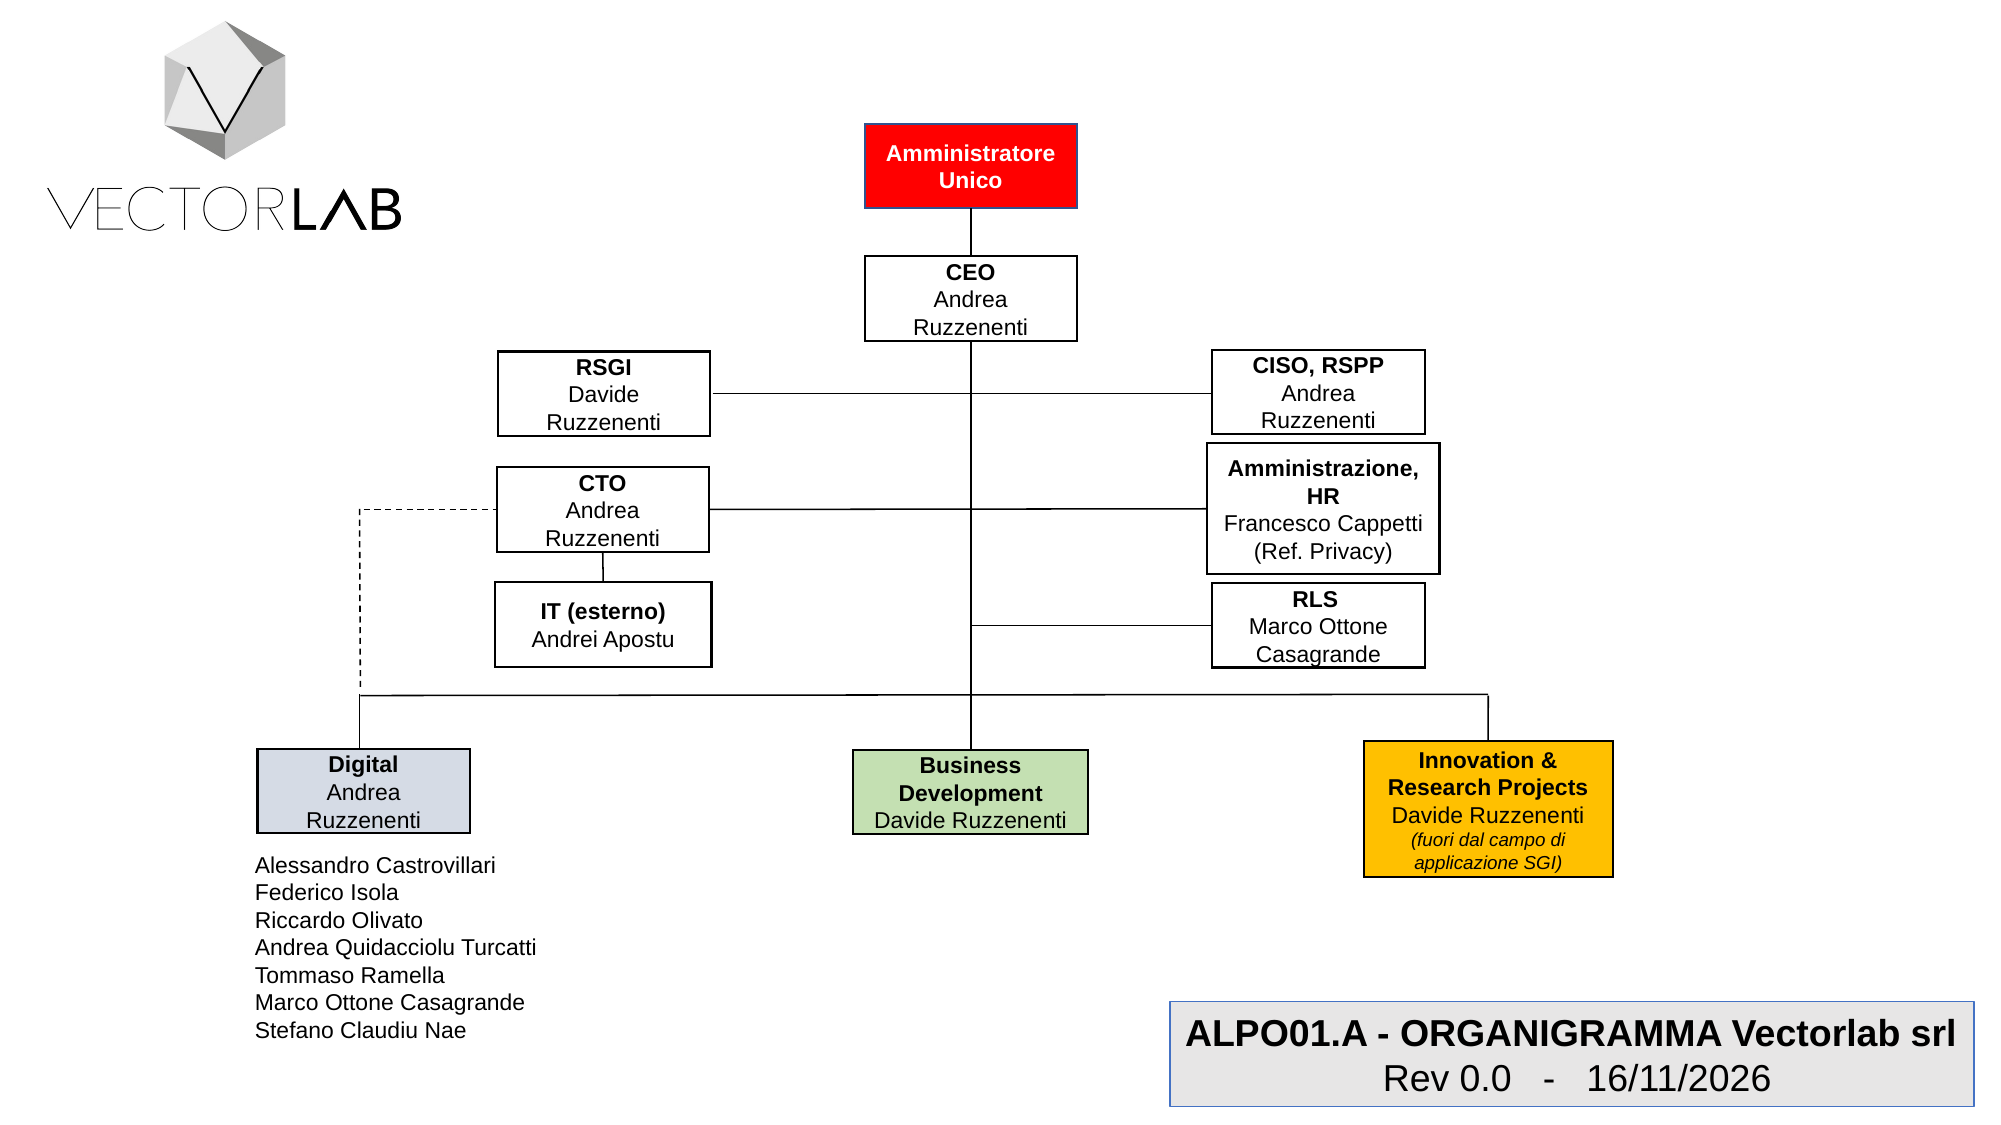 VECTORLAB
Amministratore
Unico
CEO
Andrea
Ruzzenenti
RSGI
Davide
Ruzzenenti
CISO, RSPP
Andrea
Ruzzenenti
CTO
Andrea
Ruzzenenti
Amministrazione,
HR
Francesco Cappetti
(Ref. Privacy)
IT (esterno)
Andrei Apostu
RLS
Marco Ottone
Casagrande
Digital
Andrea
Ruzzenenti
Business
Development
Davide Ruzzenenti
Innovation &
Research Projects
Davide Ruzzenenti
(fuori dal campo di
applicazione SGI)
Alessandro Castrovillari
Federico Isola
Riccardo Olivato
Andrea Quidacciolu Turcatti
Tommaso Ramella
Marco Ottone Casagrande
Stefano Claudiu Nae
ALPO01.A - ORGANIGRAMMA Vectorlab srl
Rev 0.0 - 16/11/2026